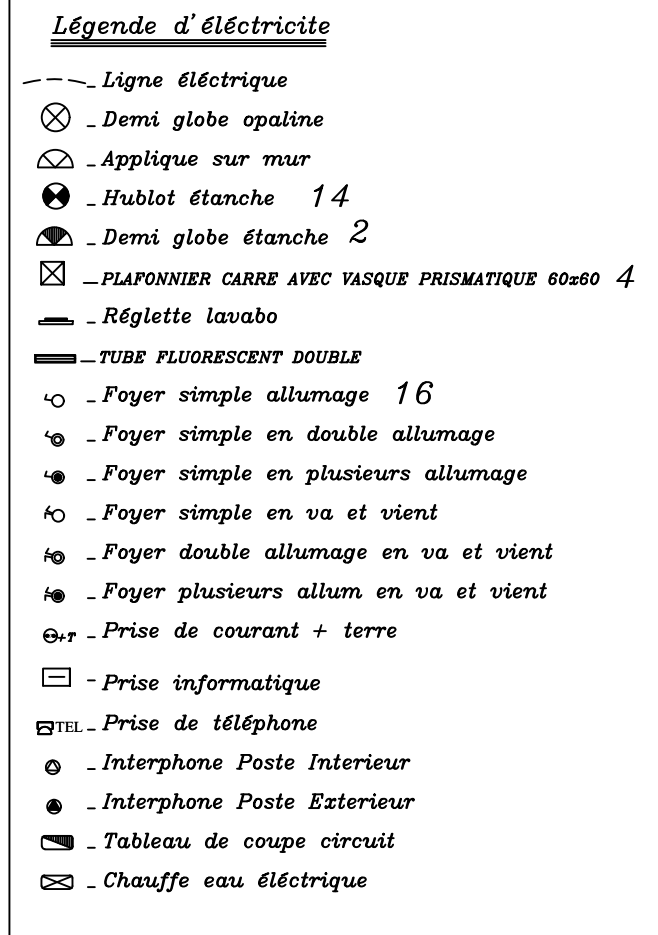 Légende d'éléctricite
Ligne éléctrique
Demi globe opaline
Applique sur mur
Hublot étanche 14
Demi globe étanche 2
PLAFONNIER CARRE AVEC VASQUE PRISMATIQUE 60x60 4
Réglette lavabo
TUBE FLUORESCENT DOUBLE
Foyer simple allumage 16
Foyer simple en double allumage
Foyer simple en plusieurs allumage
Foyer simple en va et vient
Foyer double allumage en va et vient
Foyer plusieurs allum en va et vient
+T Prise de courant + terre
Prise informatique
TEL Prise de téléphone
Interphone Poste Interieur
Interphone Poste Exterieur
Tableau de coupe circuit
Chauffe eau éléctrique